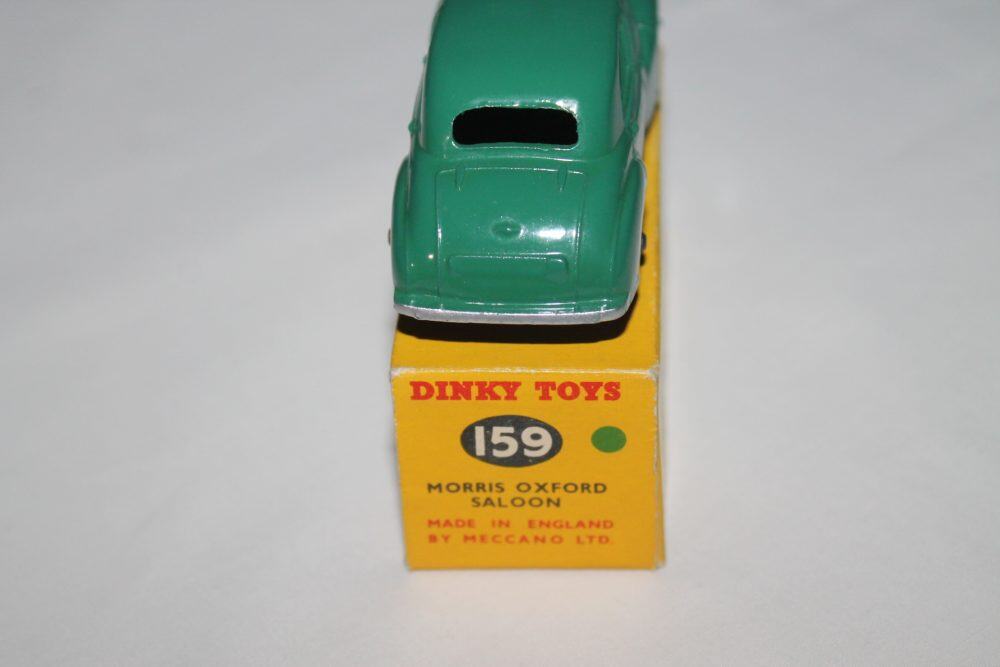 DINKY TOYS
159
MORRIS OXFORD
SALOON
MADE IN ENGLAND
BY MECCANO LTD.